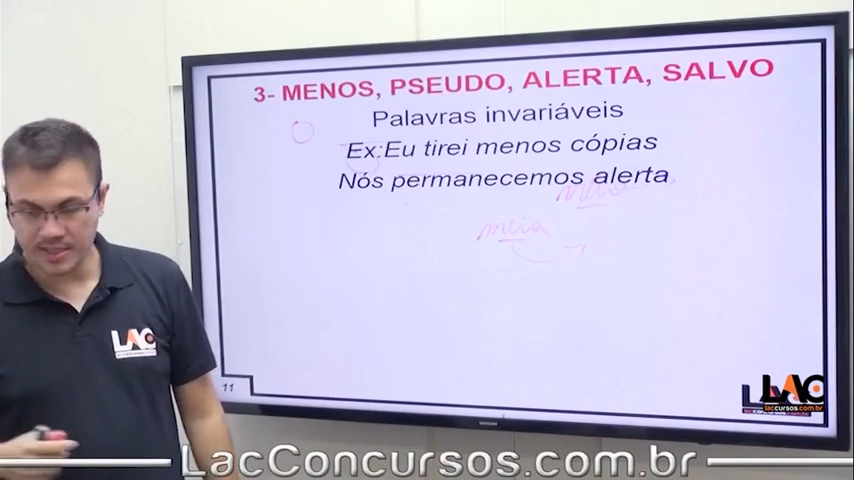 3- MENOS, PSEUDO, ALERTA, SALVO
Palavras invariáveis
Ex:Eu tirei menos cópias
Nós permanecemos alerta
meia
LAC
11
LAC
laccursos.com.br
LacConcursos.com.br